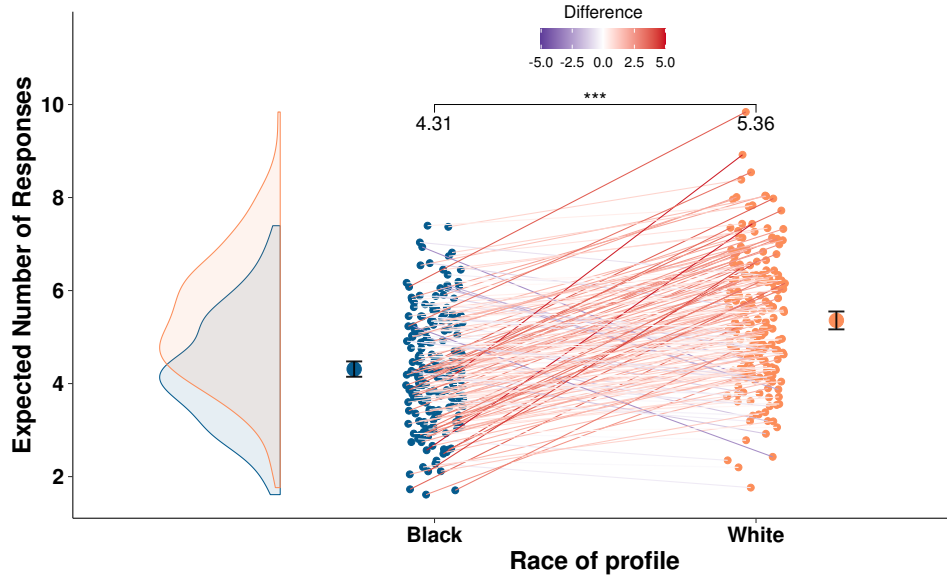 Difference
-5.0 -2.5 0.0 2.5 5.0
***
4.31 5.36
10
8
6
4
2
Expected Number of Responses
Black White
Race of profile